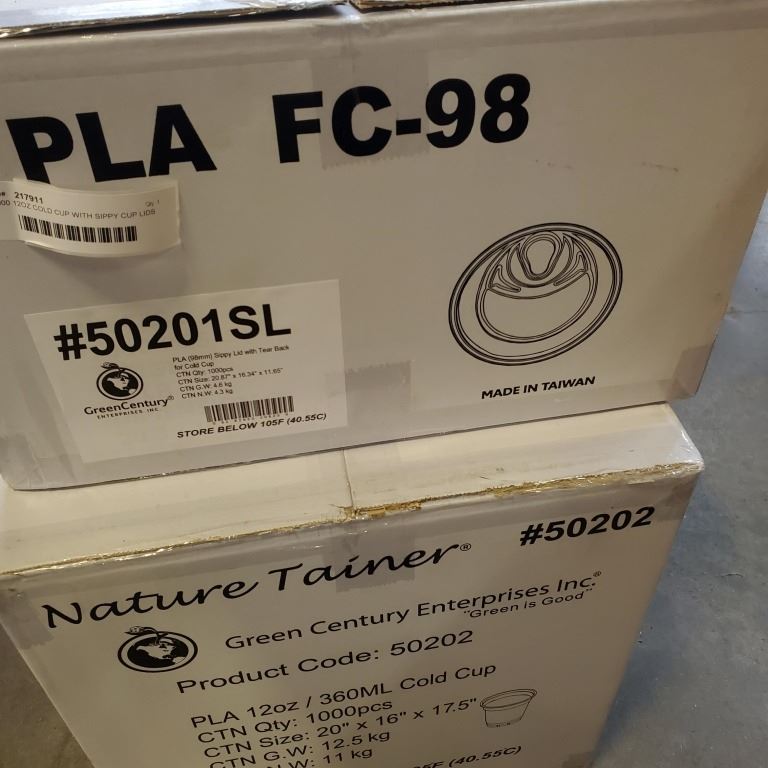 PLA FC-98
217911
Qty 1
12OZ COLD CUP WITH SIPPY CUP LIDS
#50201SL
PLA (98mm) Sippy Lid with Tear Back
for Cold Cup
CTN Qty: 1000pcs
CTN Size: 20.87" x 16.34" x 11.65"
CTN G.W: 4.6 kg
CTN N.W: 4.3 kg
GreenCentury®
ENTERPRISES INC.
STORE BELOW 105F (40.55C)
MADE IN TAIWAN
#50202
Nature Tainer®
Green Century Enterprises Inc.®
"Green is Good"
Product Code: 50202
PLA 12oz / 360ML Cold Cup
CTN Qty: 1000pcs
CTN Size: 20" x 16" x 17.5"
CTN G.W: 12.5 kg
CTN N.W: 11 kg
(40.55C)